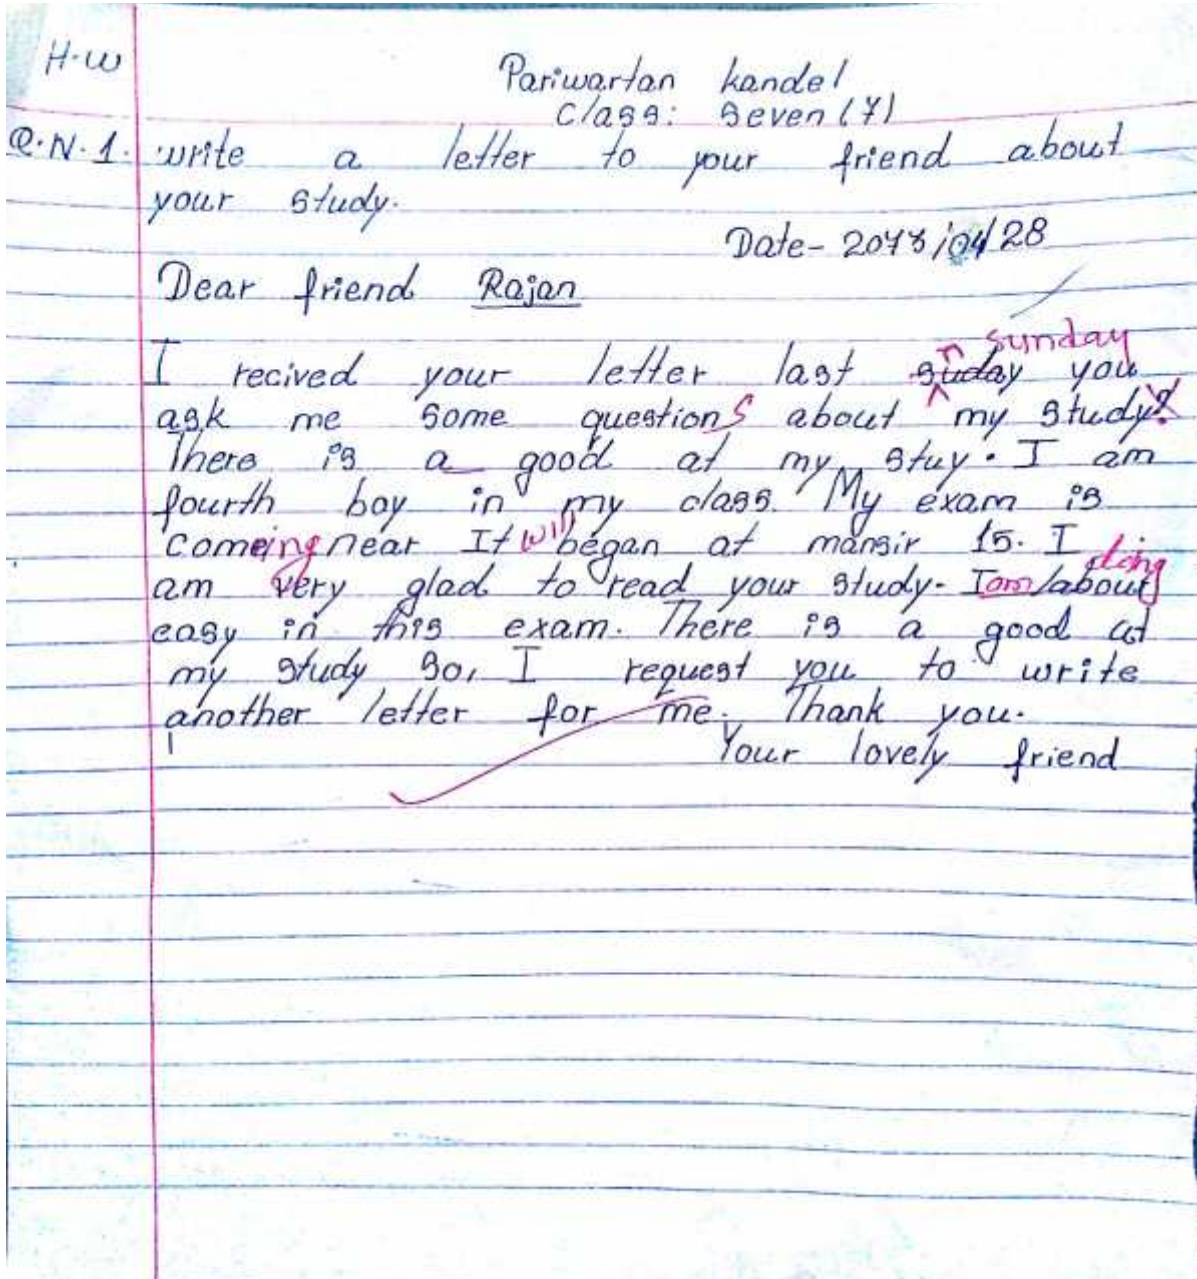 H.W
Pariwartan kandel
Class: Seven (7)
Q.N.1. write a letter to your friend about
your study.
Date- 2078/04/28
Dear friend Rajan
sunday
I recived your letter last suday you
ask me some questions about my study?
There is a good at my stuy. I am
fourth boy in my class. My exam is
comeing near It will began at mansir 15. I
doing
am very glad to read your study. I am about
easy in this exam. There is a good at
my study so, I request you to write
another letter for me. Thank you.
Your lovely friend